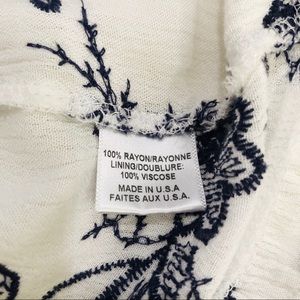 100% RAYON/RAYONNE
LINING/DOUBLURE:
100% VISCOSE
MADE IN U.S.A
FAITES AUX U.S.A.